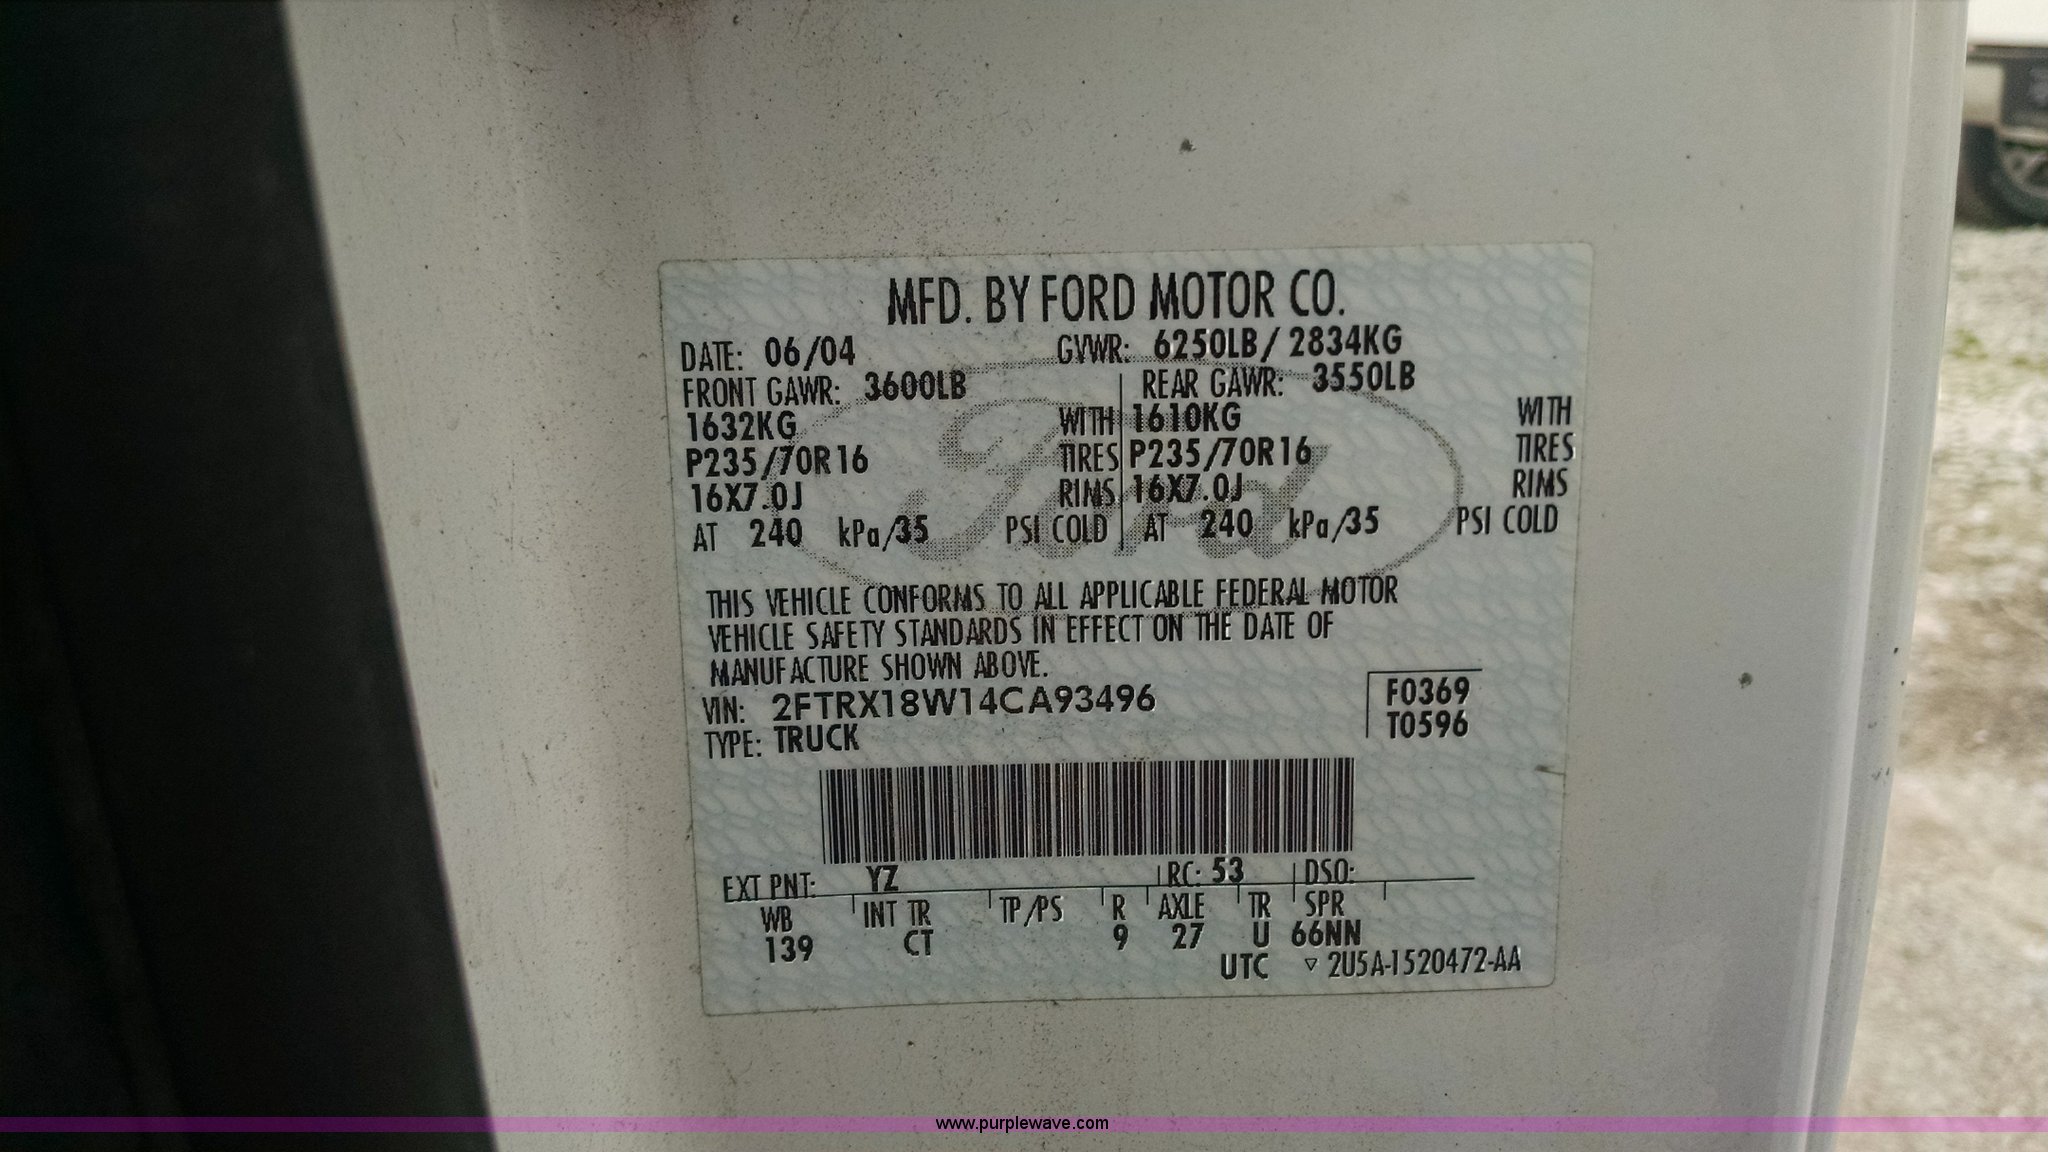 MFD. BY FORD MOTOR CO.
DATE: 06/04 GVWR: 6250LB/ 2834KG
FRONT GAWR: 3600LB REAR GAWR: 3550LB
1632KG WITH 1610KG WITH
P235/70R16 TIRES P235/70R16 TIRES
16X7.0J RIMS 16X7.0J RIMS
AT 240 kPa/35 PSI COLD AT 240 kPa/35 PSI COLD
Ford
THIS VEHICLE CONFORMS TO ALL APPLICABLE FEDERAL MOTOR
VEHICLE SAFETY STANDARDS IN EFFECT ON THE DATE OF
MANUFACTURE SHOWN ABOVE.
VIN: 2FTRX18W14CA93496 F0369
TYPE: TRUCK T0596
EXT PNT: YZ RC: 53 DSO:
WB INT TR TP/PS R AXLE TR SPR
139 CT 9 27 U 66NN
UTC ▽ 2U5A-1520472-AA
www.purplewave.com